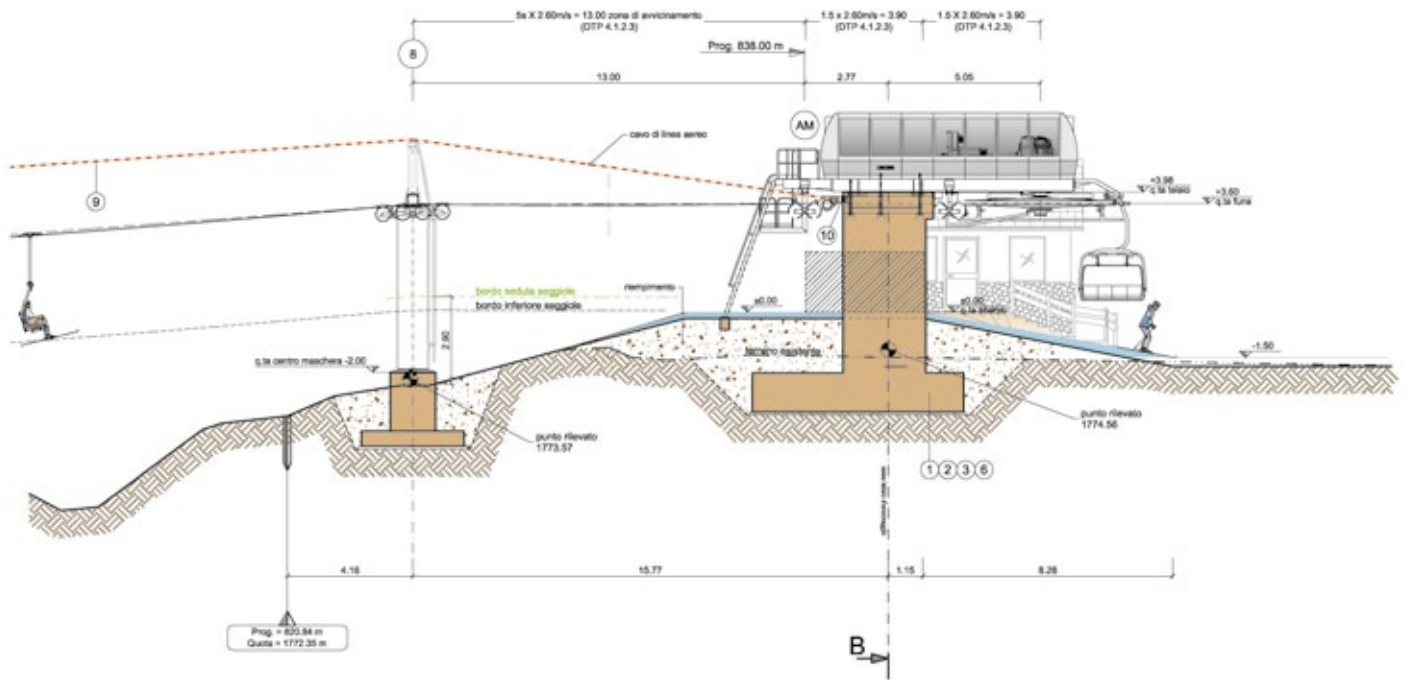 5s X 2.60m/s = 13.00 zona di avvicinamento
(DTP 4.1.2.3)
1.5 x 2.60m/s = 3.90
(DTP 4.1.2.3)
1.5 X 2.60m/s = 3.90
(DTP 4.1.2.3)
8
Prog. 838.00 m
13.00
2.77
5.05
AM
cavo di linea aereo
9
+3.98
q.ta telaio
+3.60
q.ta fune
10
bordo seduta seggiole
bordo inferiore seggiole
riempimento
±0.00
±0.00
q.ta sbarco
2.90
terreno esistente
q.ta centro maschera -2.00
-1.50
punto rilevato
1773.57
punto rilevato
1774.56
1 2 3 6
4.16
15.77
1.15
8.28
Prog. = 820.84 m
Quota = 1772.35 m
B